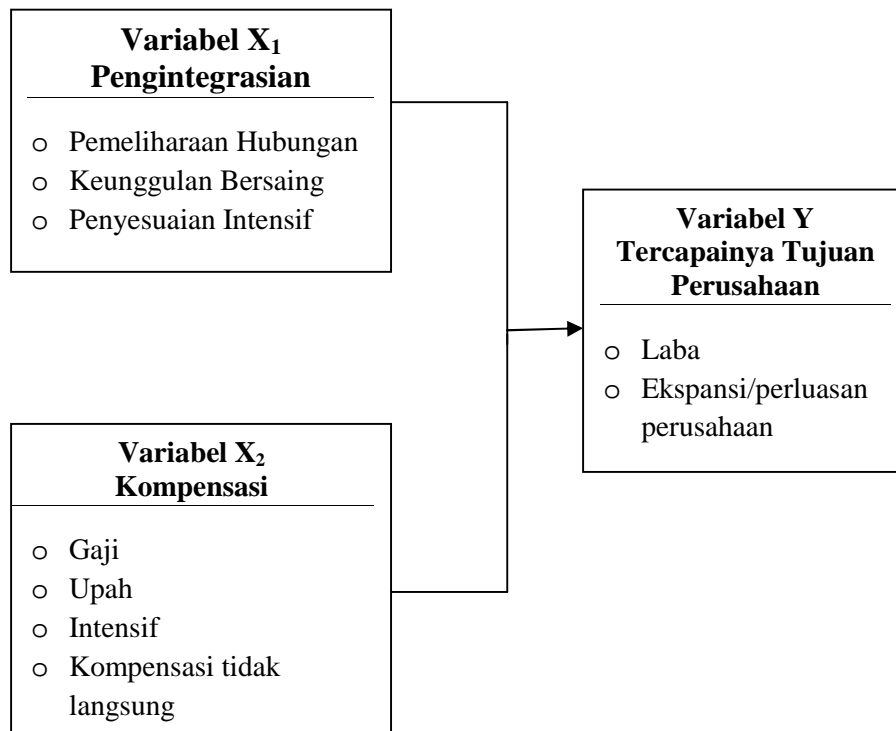 Variabel X₁
Pengintegrasian
o Pemeliharaan Hubungan
o Keunggulan Bersaing
o Penyesuaian Intensif
Variabel Y
Tercapainya Tujuan
Perusahaan
o Laba
o Ekspansi/perluasan
perusahaan
Variabel X₂
Kompensasi
o Gaji
o Upah
o Intensif
o Kompensasi tidak
langsung